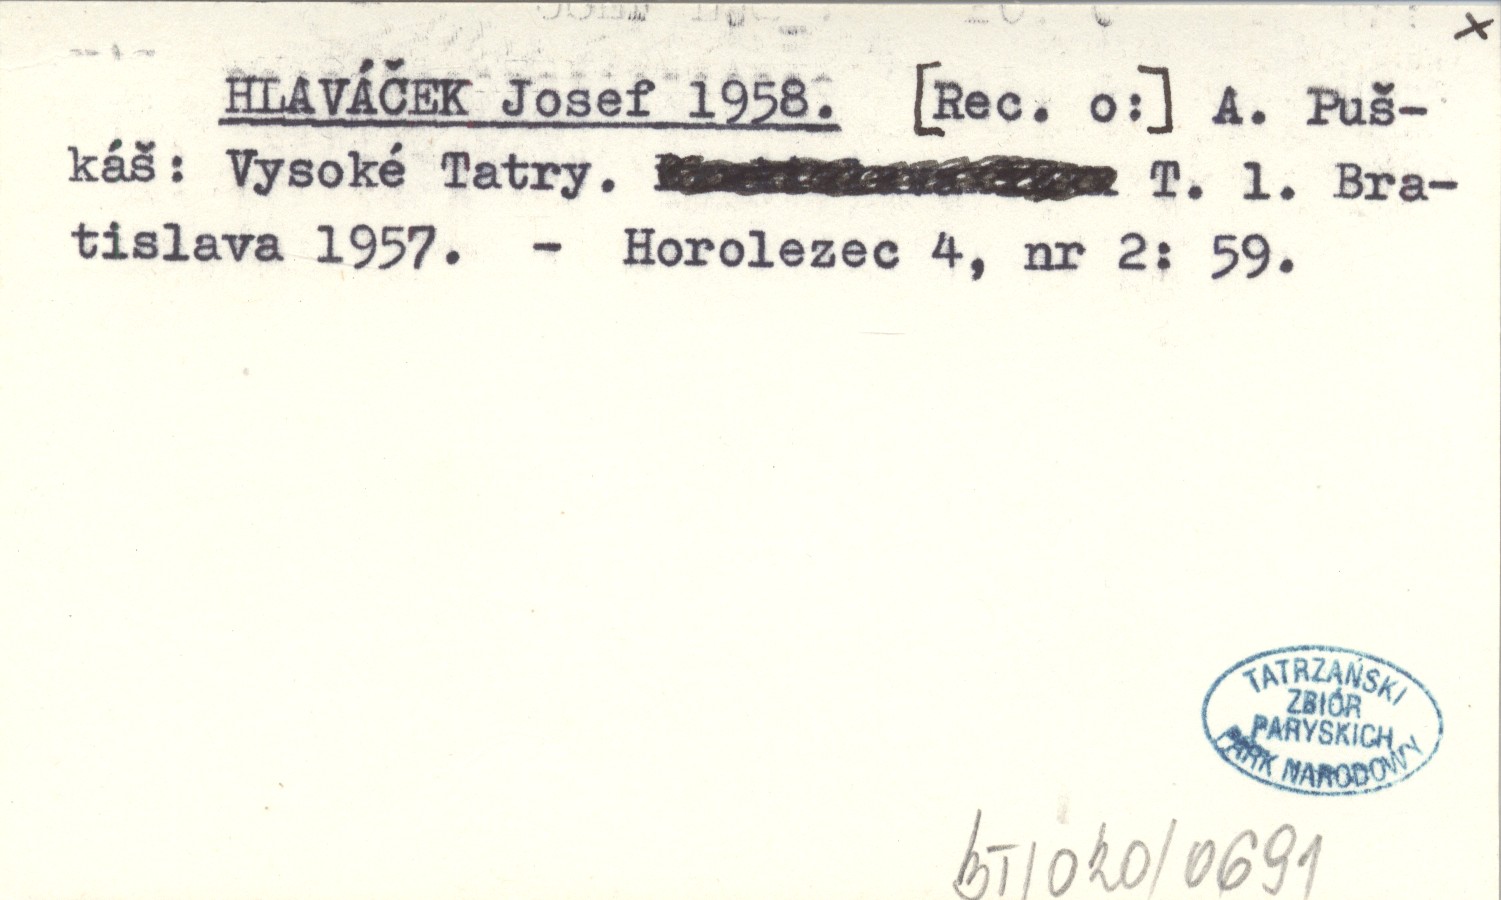 HLAVÁČEK Josef 1958. [Rec. o:] A. Puš-
káš: Vysoké Tatry. T. 1. Bra-
tislava 1957. - Horolezec 4, nr 2: 59.
TATRZAŃSKI
ZBIÓR
PARYSKICH
PARK NARODOWY
BT/020/0691